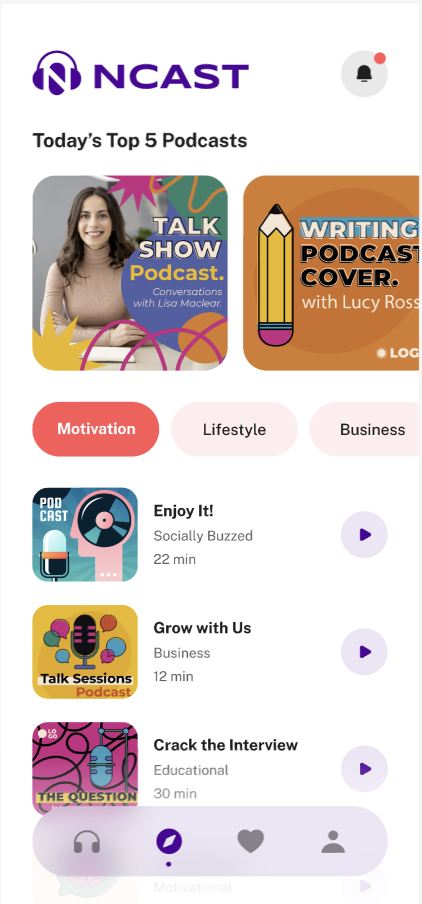 NCAST
Today’s Top 5 Podcasts
TALK
SHOW
Podcast.
Conversations
with Lisa Maclear.
WRITING
PODCAST
COVER.
with Lucy Ross
LOG
Motivation
Lifestyle
Business
POD
CAST
Enjoy It!
Socially Buzzed
22 min
Talk Sessions
Podcast
Grow with Us
Business
12 min
LO
GO
THE QUESTION
Crack the Interview
Educational
30 min
Motivational